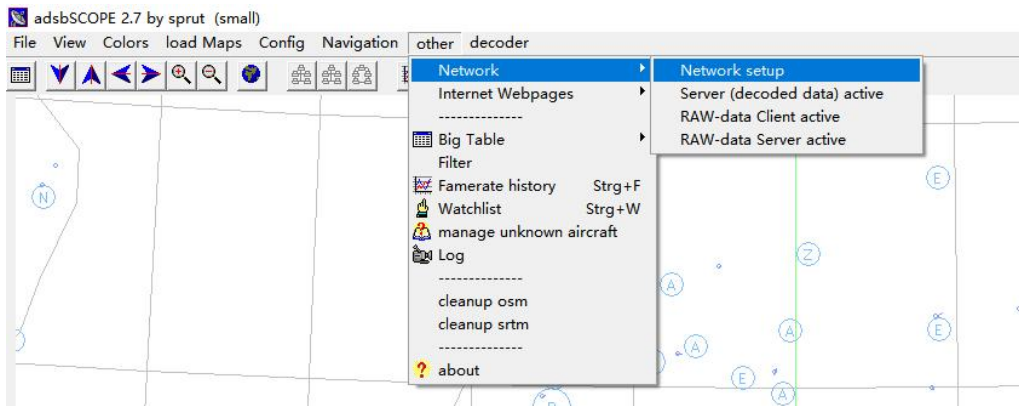 adsbSCOPE 2.7 by sprut (small)
File View Colors load Maps Config Navigation other decoder
Network
Internet Webpages
--------------
Big Table
Filter
Famerate history Strg+F
Watchlist Strg+W
manage unknown aircraft
Log
--------------
cleanup osm
cleanup srtm
--------------
? about
Network setup
Server (decoded data) active
RAW-data Client active
RAW-data Server active
N
E
Z
A
A
E
A
E
A